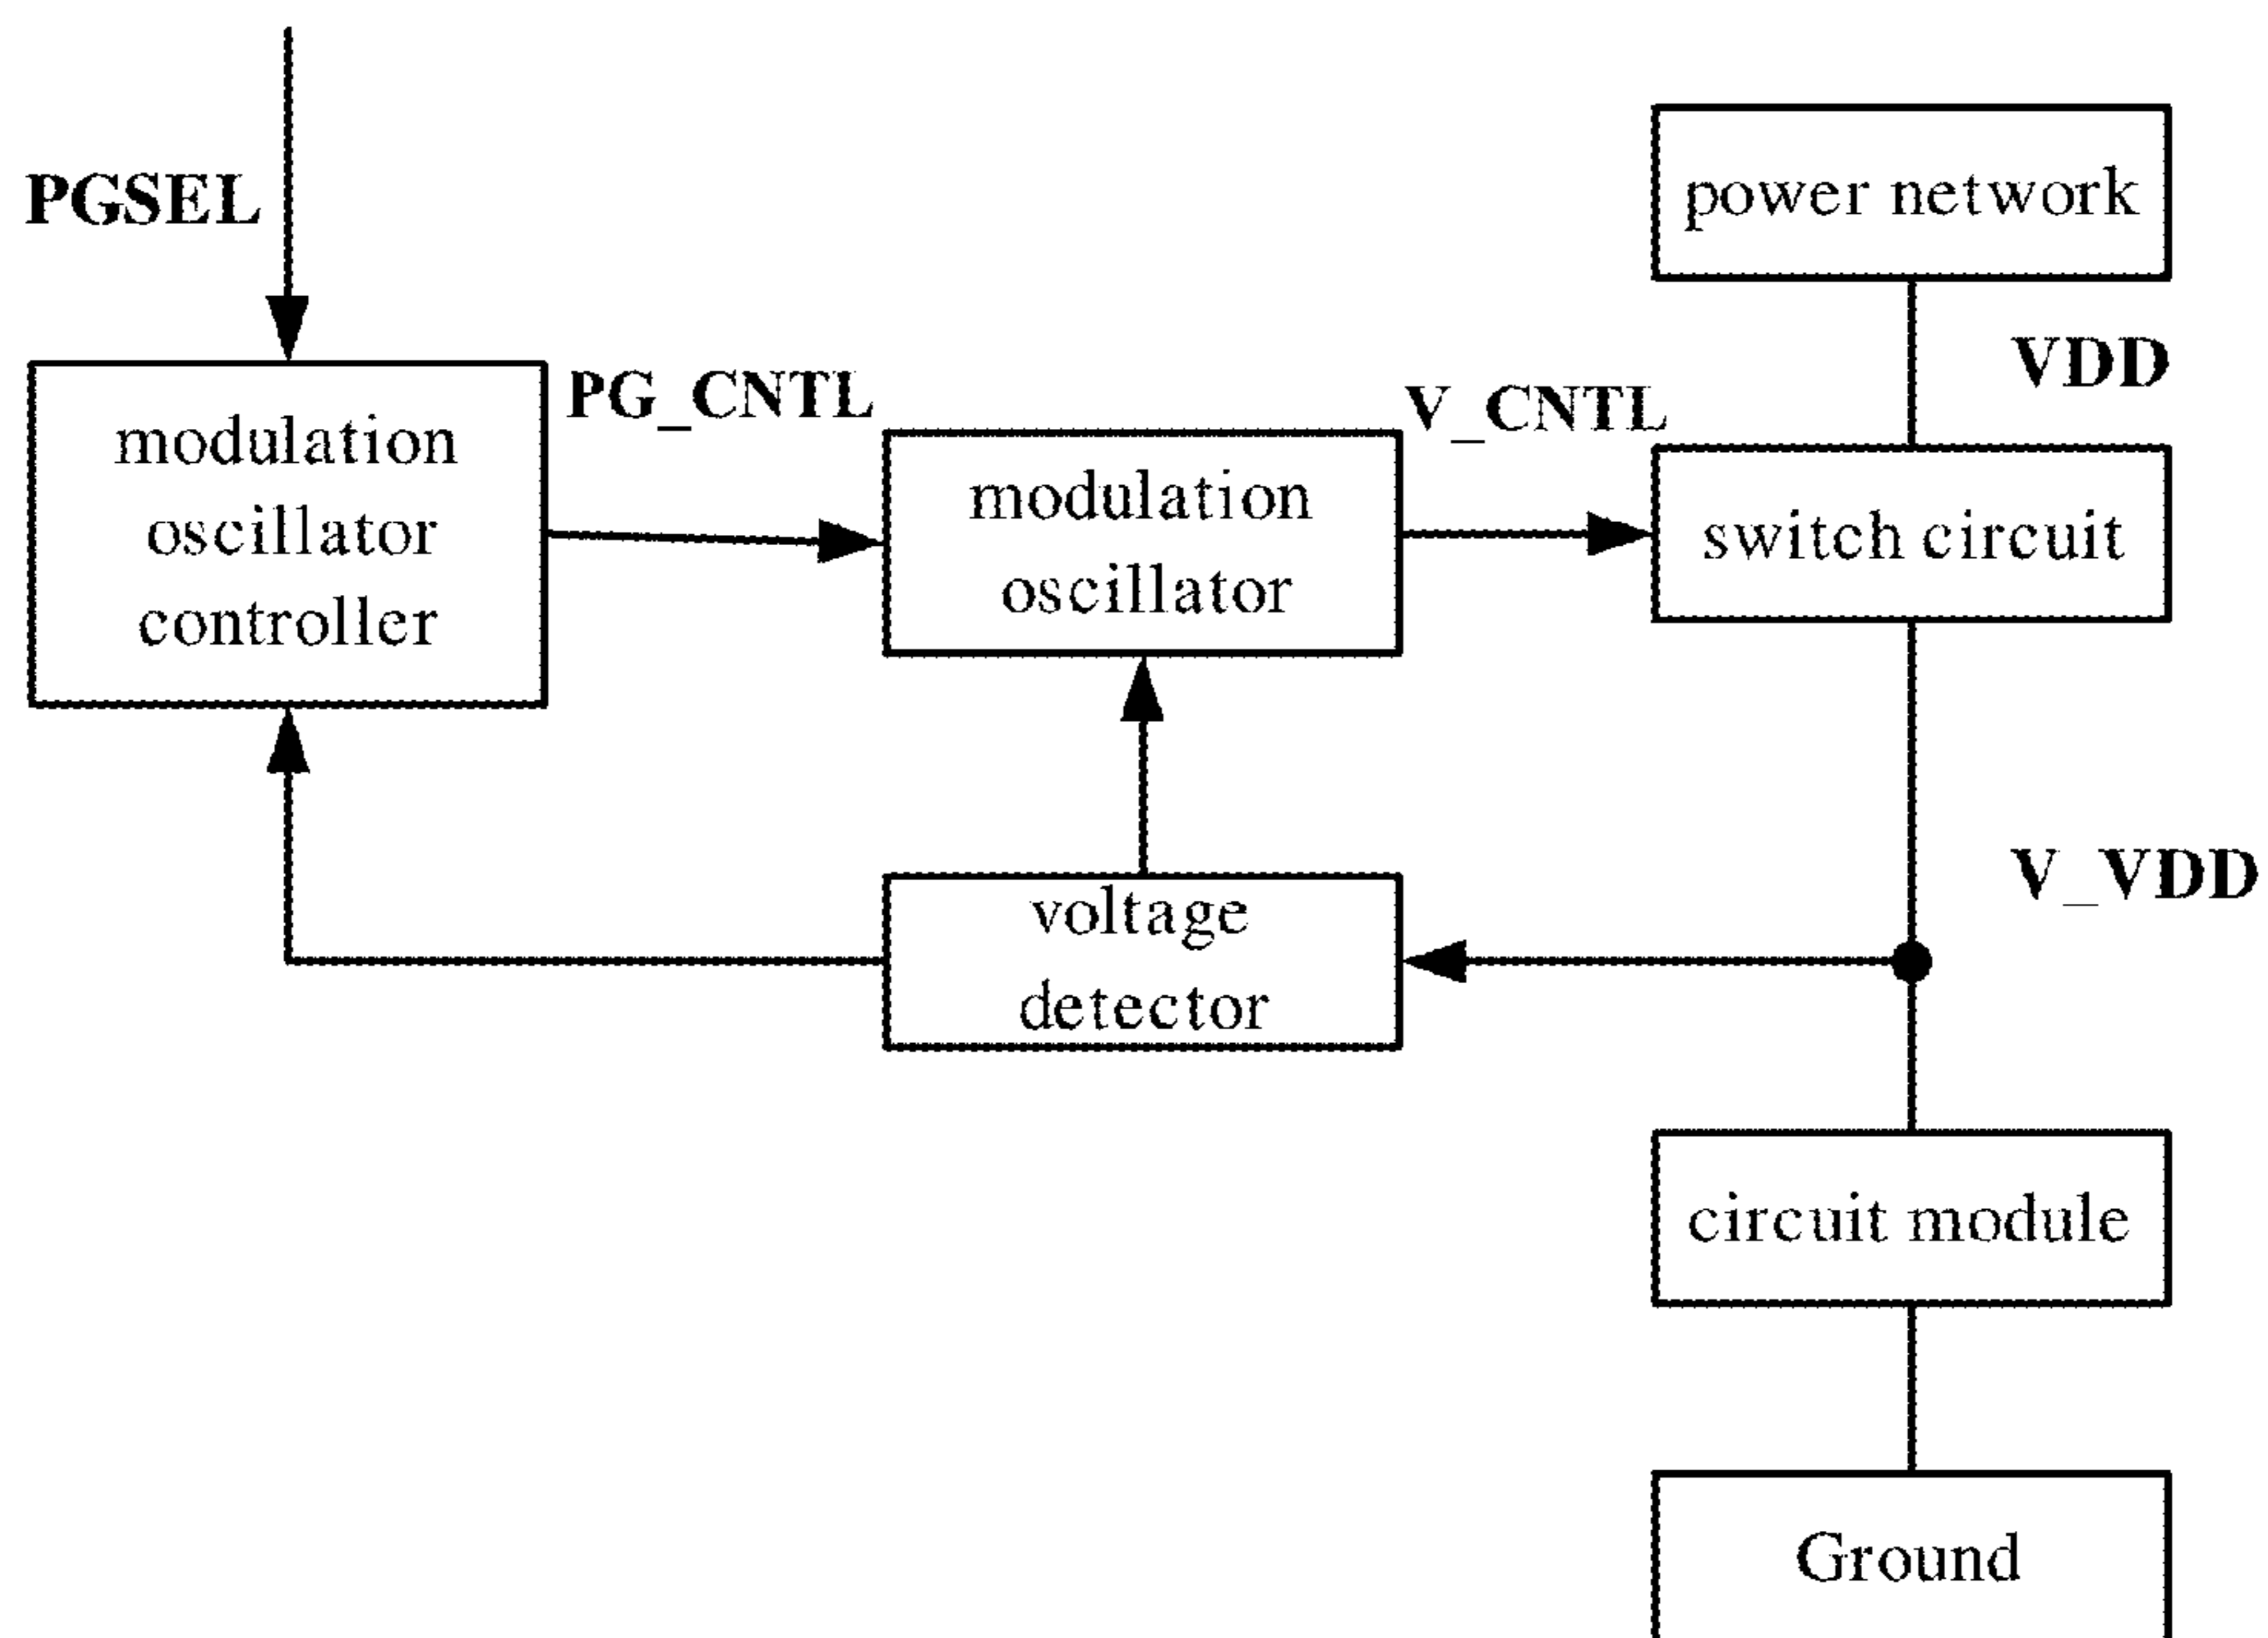 PGSEL
power network
VDD
modulation
oscillator
controller
PG_CNTL
modulation
oscillator
V_CNTL
switch circuit
voltage
detector
V_VDD
circuit module
Ground